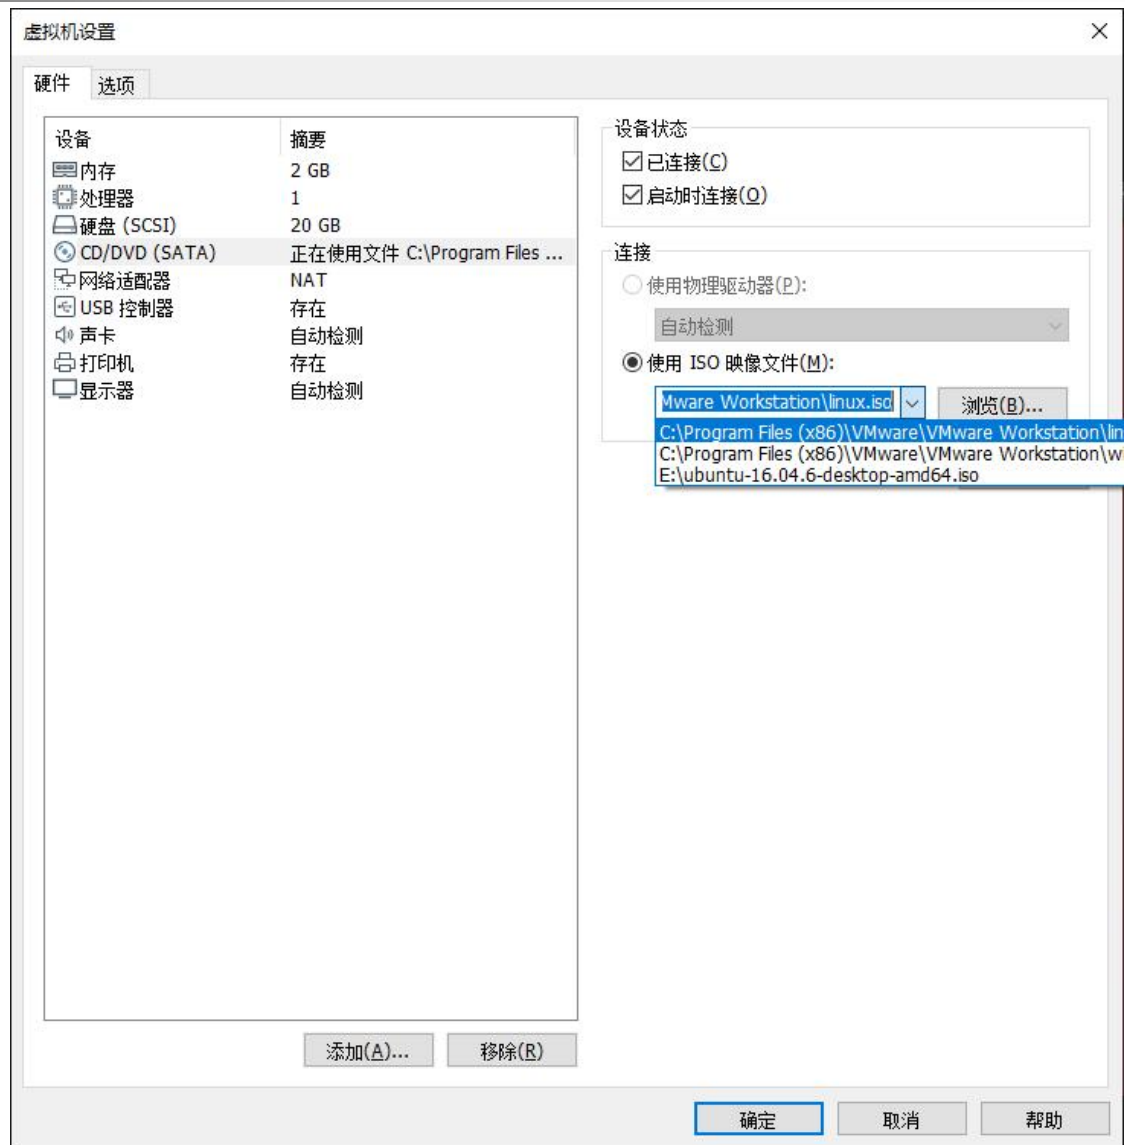 虚拟机设置
硬件 选项
设备 摘要
内存 2 GB
处理器 1
硬盘 (SCSI) 20 GB
CD/DVD (SATA) 正在使用文件 C:\Program Files ...
网络适配器 NAT
USB 控制器 存在
声卡 自动检测
打印机 存在
显示器 自动检测
添加(A)... 移除(R)
设备状态
已连接(C)
启动时连接(O)
连接
使用物理驱动器(P):
自动检测
使用 ISO 映像文件(M):
Mware Workstation\linux.iso 浏览(B)...
C:\Program Files (x86)\VMware\VMware Workstation\lin
C:\Program Files (x86)\VMware\VMware Workstation\wi
E:\ubuntu-16.04.6-desktop-amd64.iso
确定 取消 帮助